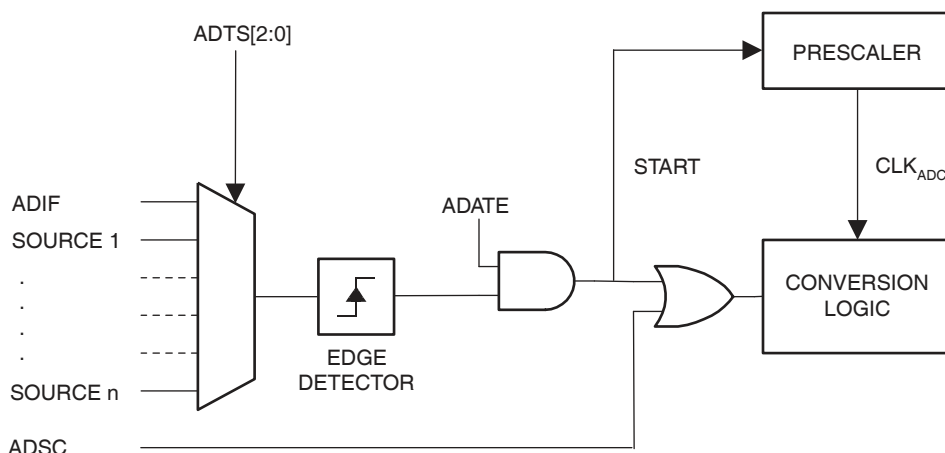 ADTS[2:0]
PRESCALER
START
CLKADC
ADIF
ADATE
SOURCE 1
.
.
.
.
CONVERSION
LOGIC
EDGE
DETECTOR
SOURCE n
ADSC